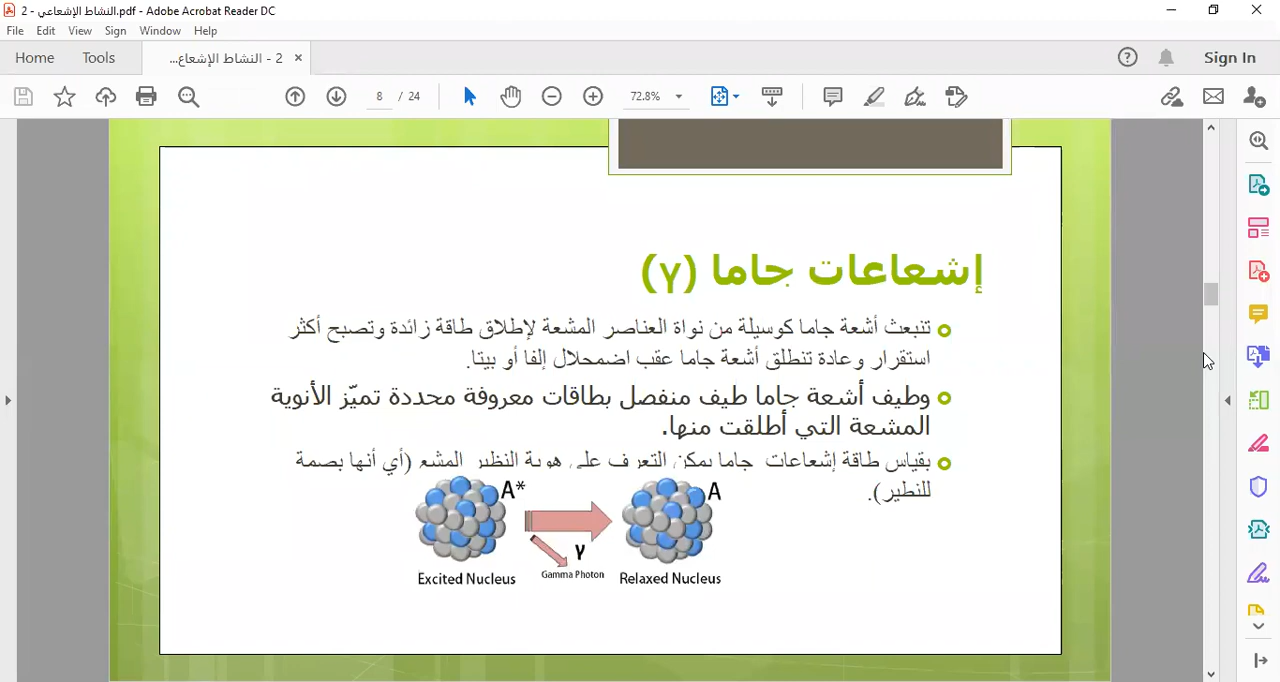 2 - النشاط الإشعاعي.pdf - Adobe Acrobat Reader DC
File Edit View Sign Window Help
Home Tools 2 - النشاط الإشعاع... × Sign In
8 / 24 72.8%
إشعاعات جاما (γ)
تنبعث أشعة جاما كوسيلة من نواة العناصر المشعة لإطلاق طاقة زائدة وتصبح أكثر
استقرار وعادة تنطلق أشعة جاما عقب اضمحلال إلفا أو بيتا.
وطيف أشعة جاما طيف منفصل بطاقات معروفة محددة تميّز الأنوية
المشعة التي أطلقت منها.
بقياس طاقة إشعاعات جاما يمكن التعرف على هوية النظير المشع (أي أنها بصمة
للنطير).
A* A
γ
Gamma Photon
Excited Nucleus Relaxed Nucleus